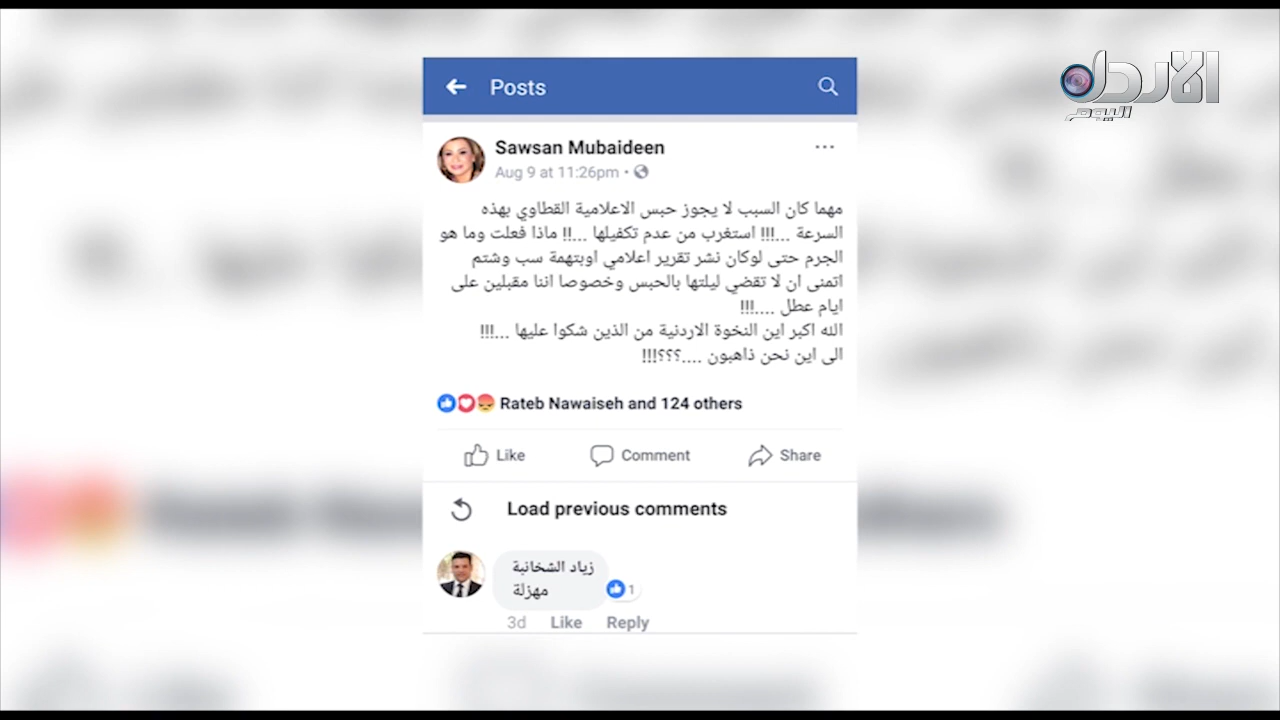 الأردن
اليوم
Posts
Sawsan Mubaideen
Aug 9 at 11:26pm
مهما كان السبب لا يجوز حبس الاعلامية القطاوي بهذه
السرعة ...!!! استغرب من عدم تكفيلها ...!! ماذا فعلت وما هو
الجرم حتى لوكان نشر تقرير اعلامي اوبتهمة سب وشتم
اتمنى ان لا تقضي ليلتها بالحبس وخصوصا اننا مقبلين على
ايام عطل ....!!!
الله اكبر اين النخوة الاردنية من الذين شكوا عليها ...!!!
الى اين نحن ذاهبون ....؟؟؟!!!
Rateb Nawaiseh and 124 others
Like Comment Share
Load previous comments
زياد الشخانبة
مهزلة
1
3d Like Reply